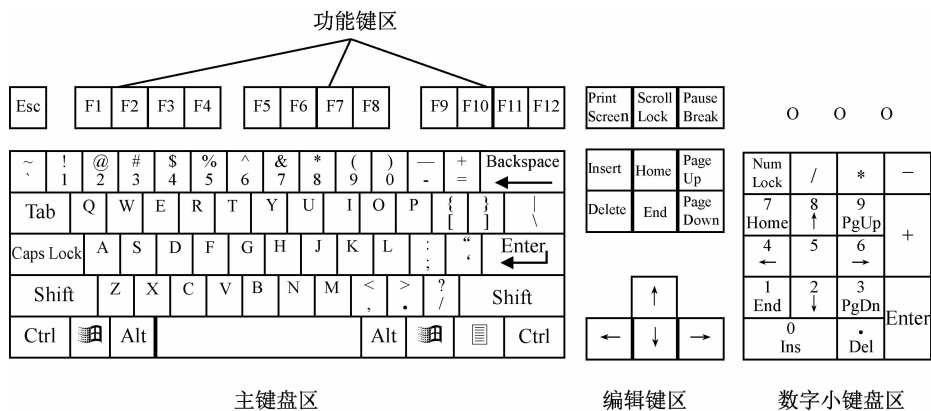 功能键区
Esc F1 F2 F3 F4 F5 F6 F7 F8 F9 F10 F11 F12
Print Screen
Scroll Lock
Pause Break
O O O
~ ! @ # $ % ^ & * ( ) — + Backspace
` 1 2 3 4 5 6 7 8 9 0 - =
Insert Home Page Up
Num Lock / * −
Tab Q W E R T Y U I O P { } |
[ ] \
Delete End Page Down
7 Home 8 ↑ 9 PgUp +
Caps Lock A S D F G H J K L : “ Enter
; ‘
4 ← 5 6 →
Shift Z X C V B N M < > ? Shift
, . /
↑
1 End 2 ↓ 3 PgDn Enter
Ctrl Alt Alt Ctrl
← ↓ →
0 Ins . Del
主键盘区 编辑键区 数字小键盘区